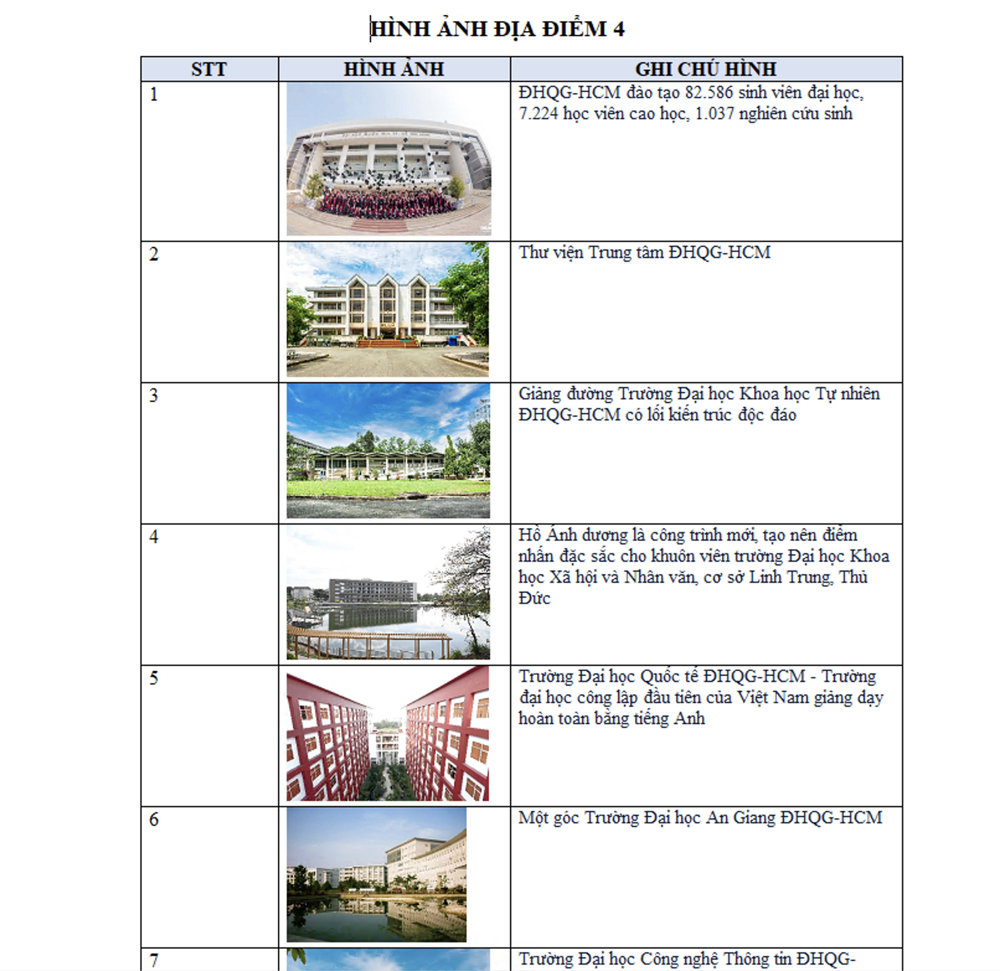 HÌNH ẢNH ĐỊA ĐIỂM 4
STT HÌNH ẢNH GHI CHÚ HÌNH
1
ĐHQG-HCM đào tạo 82.586 sinh viên đại học,
7.224 học viên cao học, 1.037 nghiên cứu sinh
2
Thư viện Trung tâm ĐHQG-HCM
3
Giảng đường Trường Đại học Khoa học Tự nhiên
ĐHQG-HCM có lối kiến trúc độc đáo
4
Hồ Ánh dương là công trình mới, tạo nên điểm
nhấn đặc sắc cho khuôn viên trường Đại học Khoa
học Xã hội và Nhân văn, cơ sở Linh Trung, Thủ
Đức
5
Trường Đại học Quốc tế ĐHQG-HCM - Trường
đại học công lập đầu tiên của Việt Nam giảng dạy
hoàn toàn bằng tiếng Anh
6
Một góc Trường Đại học An Giang ĐHQG-HCM
7
Trường Đại học Công nghệ Thông tin ĐHQG-